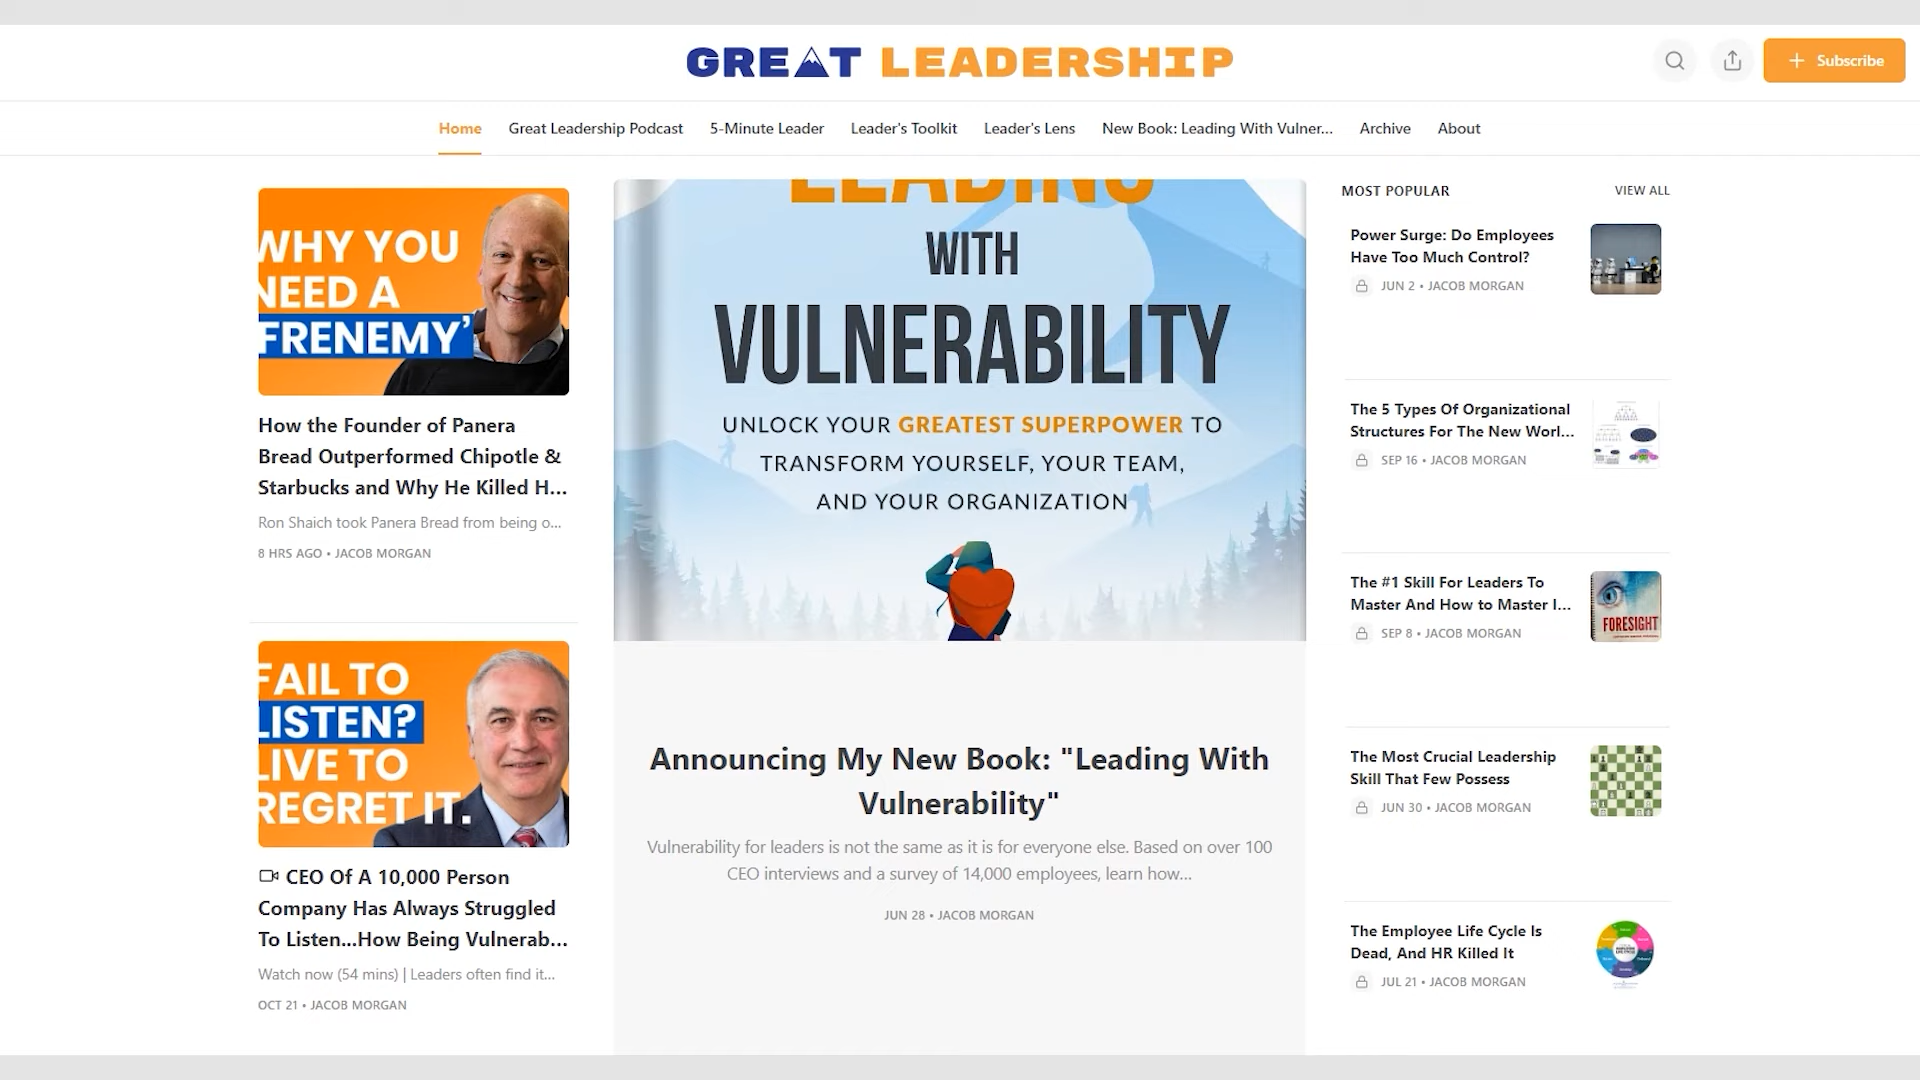 GREAT LEADERSHIP
Subscribe
Home
Great Leadership Podcast
5-Minute Leader
Leader's Toolkit
Leader's Lens
New Book: Leading With Vulner...
Archive
About
WHY YOU
NEED A
'FRENEMY'
How the Founder of Panera
Bread Outperformed Chipotle &
Starbucks and Why He Killed H...
Ron Shaich took Panera Bread from being o...
8 HRS AGO • JACOB MORGAN
FAIL TO
LISTEN?
LIVE TO
REGRET IT.
CEO Of A 10,000 Person
Company Has Always Struggled
To Listen...How Being Vulnerab...
Watch now (54 mins) | Leaders often find it...
OCT 21 • JACOB MORGAN
LEADING
WITH
VULNERABILITY
UNLOCK YOUR GREATEST SUPERPOWER TO
TRANSFORM YOURSELF, YOUR TEAM,
AND YOUR ORGANIZATION
Announcing My New Book: "Leading With
Vulnerability"
Vulnerability for leaders is not the same as it is for everyone else. Based on over 100
CEO interviews and a survey of 14,000 employees, learn how...
JUN 28 • JACOB MORGAN
MOST POPULAR
VIEW ALL
Power Surge: Do Employees
Have Too Much Control?
JUN 2 • JACOB MORGAN
The 5 Types Of Organizational
Structures For The New Worl...
SEP 16 • JACOB MORGAN
The #1 Skill For Leaders To
Master And How to Master I...
SEP 8 • JACOB MORGAN
FORESIGHT
The Most Crucial Leadership
Skill That Few Possess
JUN 30 • JACOB MORGAN
The Employee Life Cycle Is
Dead, And HR Killed It
JUL 21 • JACOB MORGAN